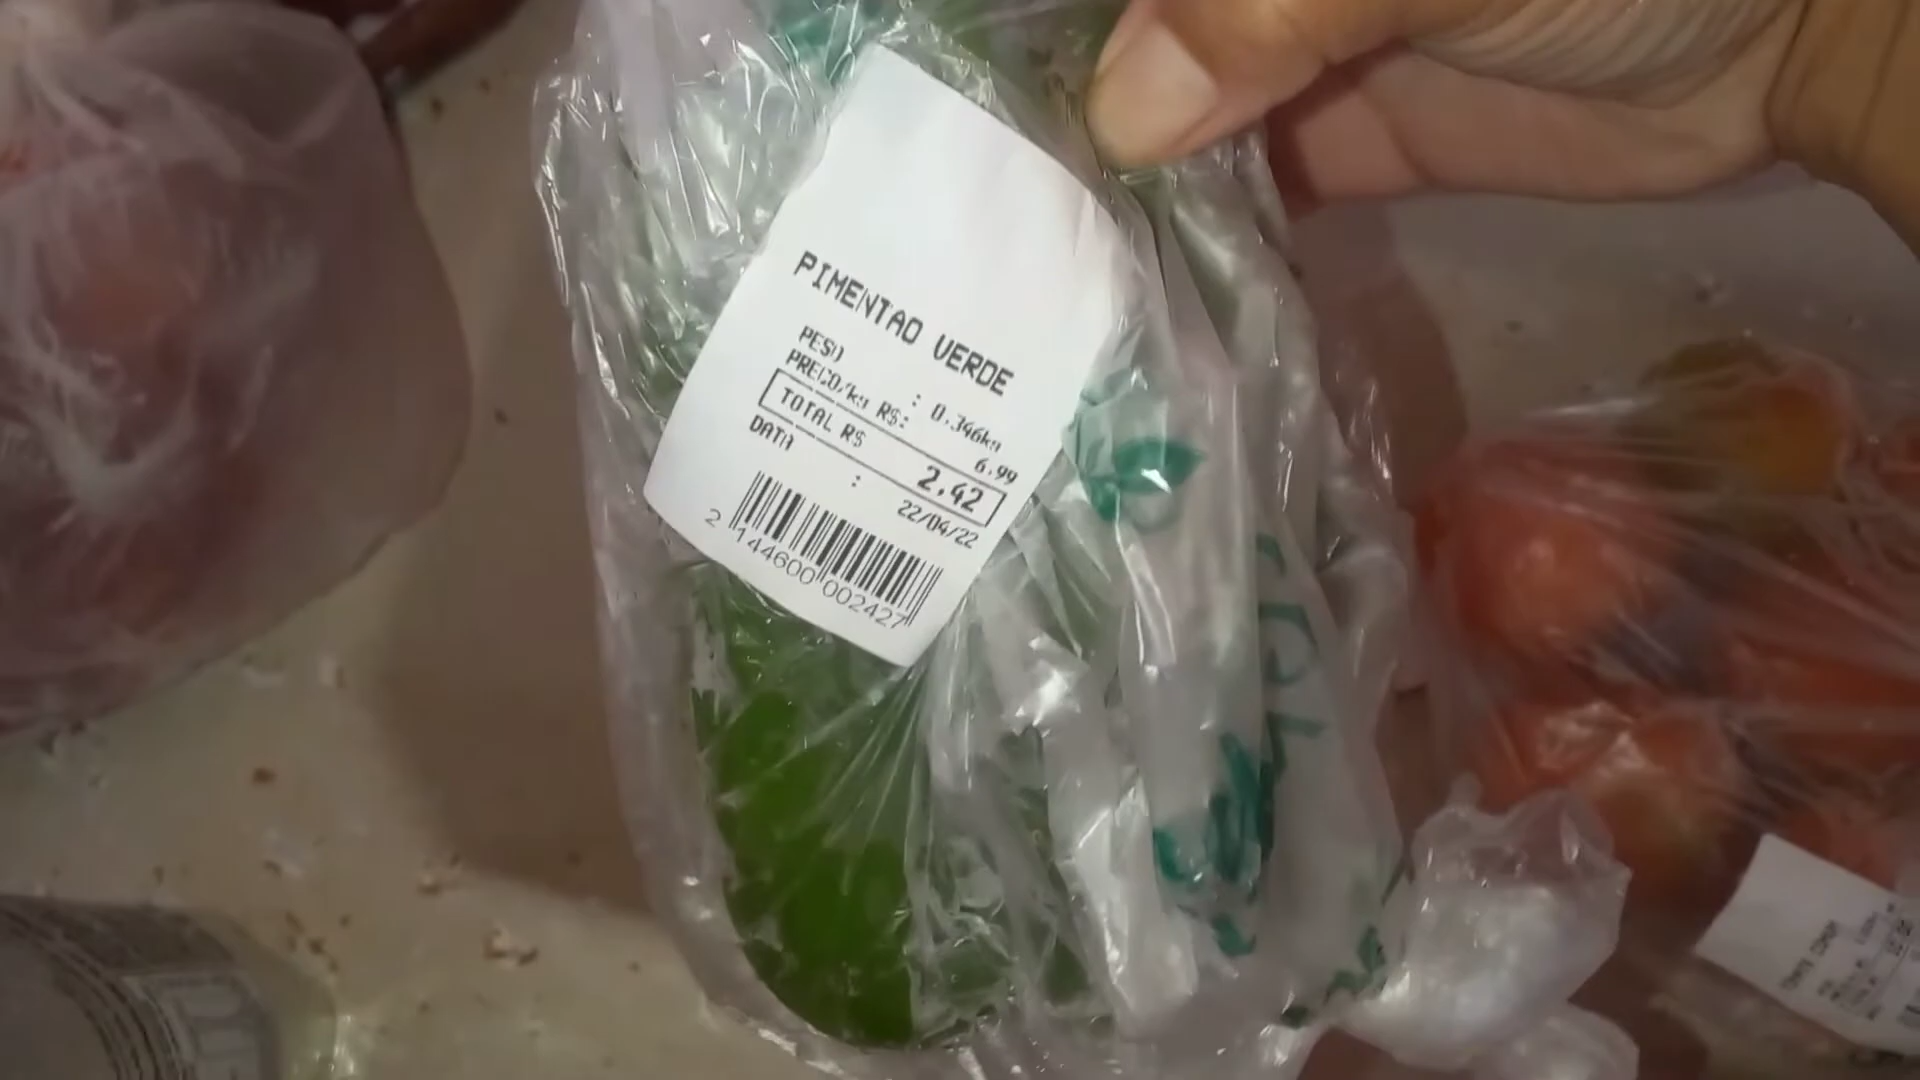 PIMENTAO VERDE
PESO : 0.346kg
PRECO/kg R$: 6.99
TOTAL R$ 2.42
DATA : 22/04/22
2 144600 002427